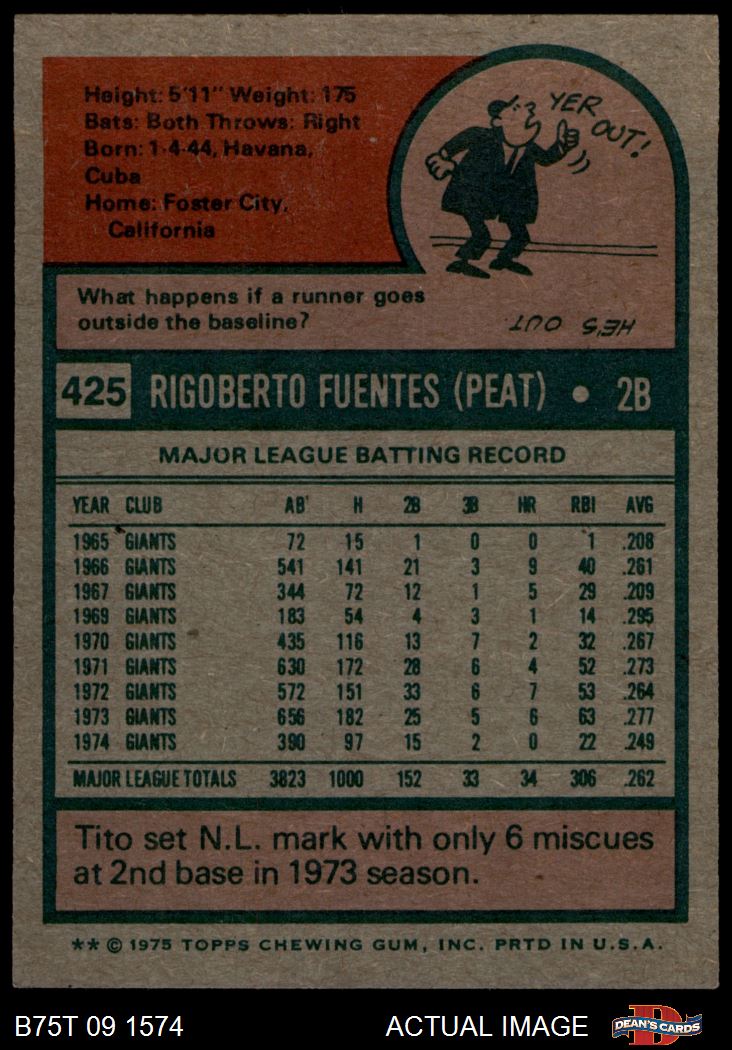 Height: 5'11" Weight: 175
Bats: Both Throws: Right
Born: 1-4-44, Havana,
Cuba
Home: Foster City,
California
YER
OUT!
What happens if a runner goes
outside the baseline?
HE'S OUT
425 RIGOBERTO FUENTES (PEAT) • 2B
MAJOR LEAGUE BATTING RECORD
YEAR CLUB AB H 2B 3B HR RBI AVG
1965 GIANTS 72 15 1 0 0 1 .208
1966 GIANTS 541 141 21 3 9 40 .261
1967 GIANTS 344 72 12 1 5 29 .209
1969 GIANTS 183 54 4 3 1 14 .295
1970 GIANTS 435 116 13 7 2 32 .267
1971 GIANTS 630 172 28 6 4 52 .273
1972 GIANTS 572 151 33 6 7 53 .264
1973 GIANTS 656 182 25 5 6 63 .277
1974 GIANTS 390 97 15 2 0 22 .249
MAJOR LEAGUE TOTALS 3823 1000 152 33 34 306 .262
Tito set N.L. mark with only 6 miscues
at 2nd base in 1973 season.
** © 1975 TOPPS CHEWING GUM, INC. PRTD IN U.S.A.
B75T 09 1574 ACTUAL IMAGE
D
DEAN'S CARDS